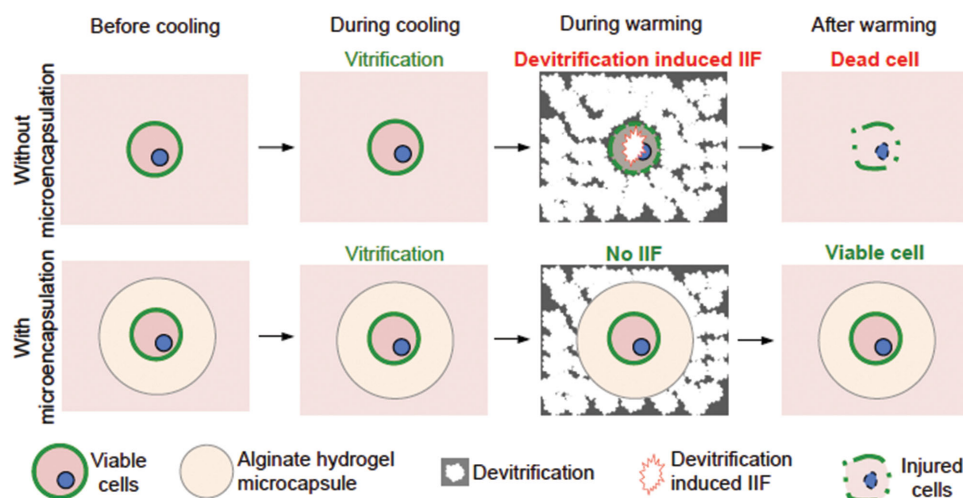 Before cooling
During cooling
During warming
After warming
Without
microencapsulation
Vitrification
Devitrification induced IIF
Dead cell
With
microencapsulation
Vitrification
No IIF
Viable cell
Viable
cells
Alginate hydrogel
microcapsule
Devitrification
Devitrification
induced IIF
Injured
cells